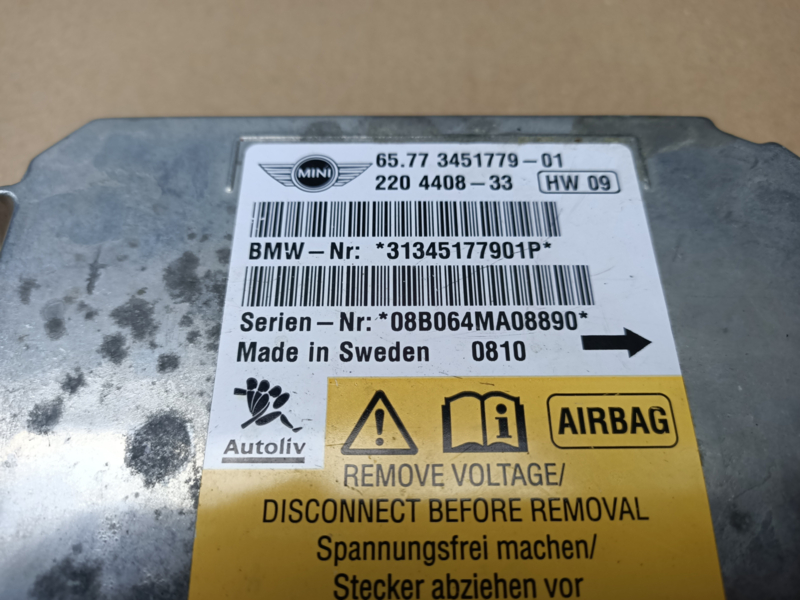 MINI
65.77 3451779-01
220 4408-33 HW 09
BMW-Nr: *31345177901P*
Serien-Nr: *08B064MA08890*
Made in Sweden 0810
Autoliv
i AIRBAG
REMOVE VOLTAGE/
DISCONNECT BEFORE REMOVAL
Spannungsfrei machen/
Stecker abziehen vor